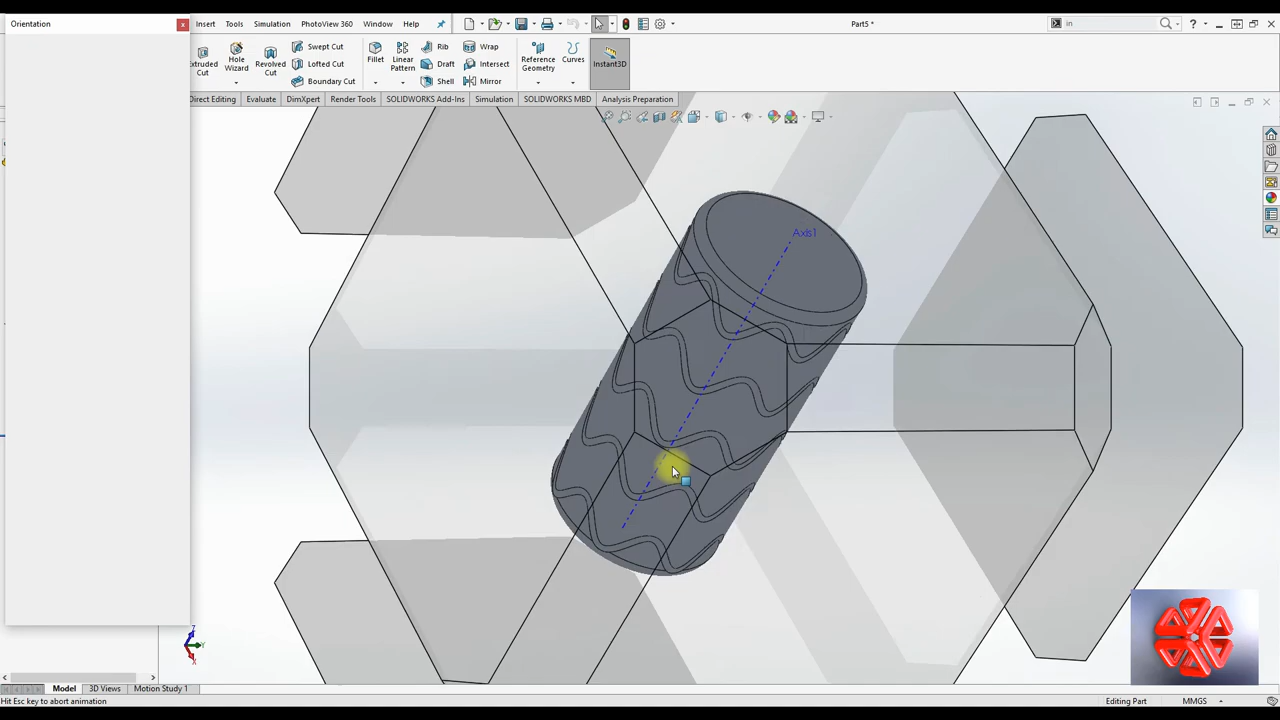 Orientation
Insert Tools Simulation PhotoView 360 Window Help
Part5 *
in
Extruded Cut
Hole Wizard
Revolved Cut
Swept Cut
Lofted Cut
Boundary Cut
Fillet
Linear Pattern
Rib
Draft
Shell
Wrap
Intersect
Mirror
Reference Geometry
Curves
Instant3D
Direct Editing Evaluate DimXpert Render Tools SOLIDWORKS Add-Ins Simulation SOLIDWORKS MBD Analysis Preparation
Axis1
Z
Y
X
Model 3D Views Motion Study 1
Hit Esc key to abort animation
Editing Part
MMGS